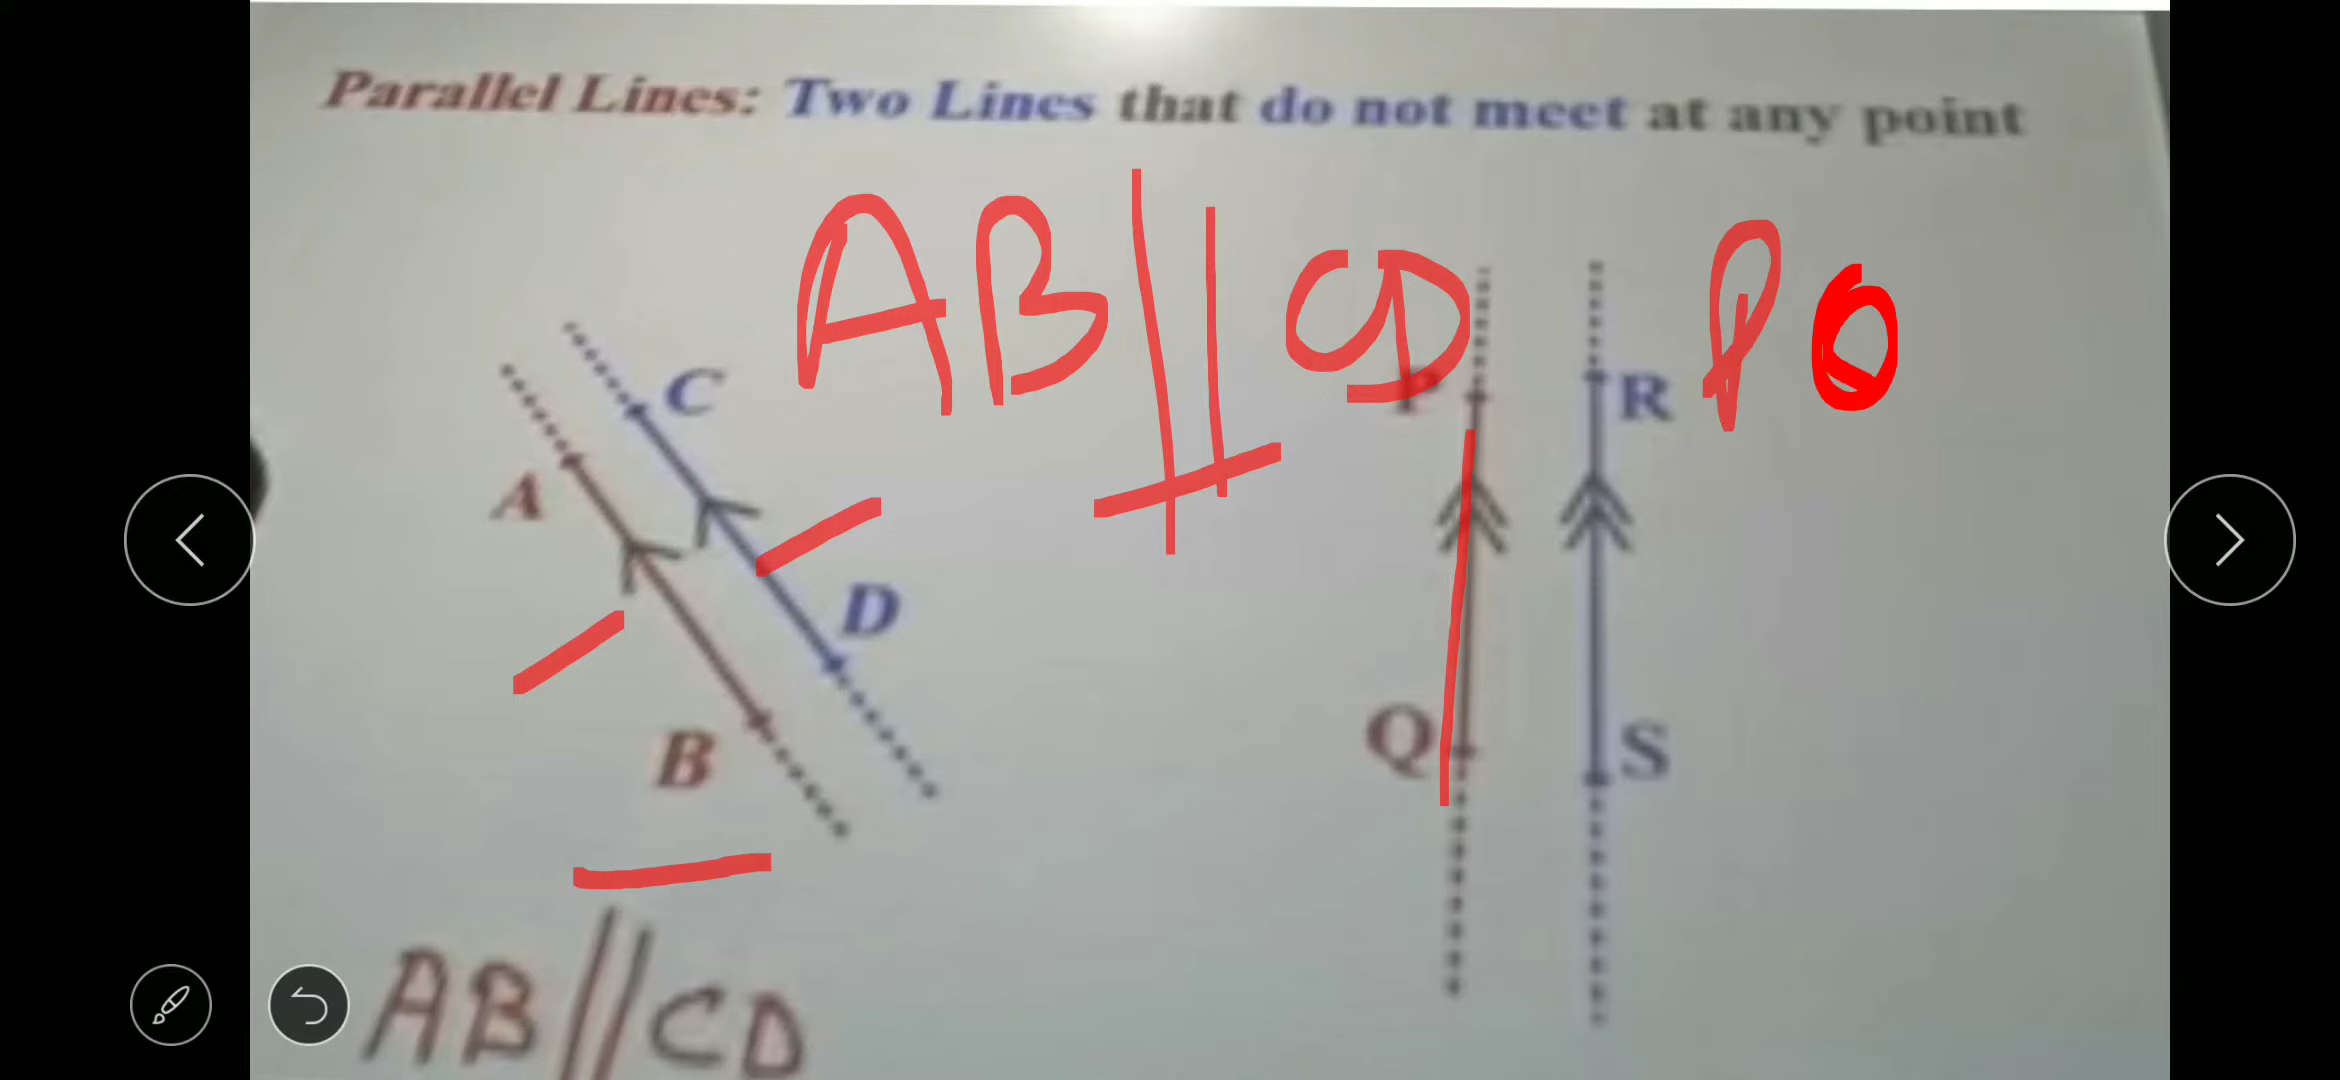 Parallel Lines: Two Lines that do not meet at any point
AB||CD
P
C
P
R
A
D
B
Q
S
AB//CD